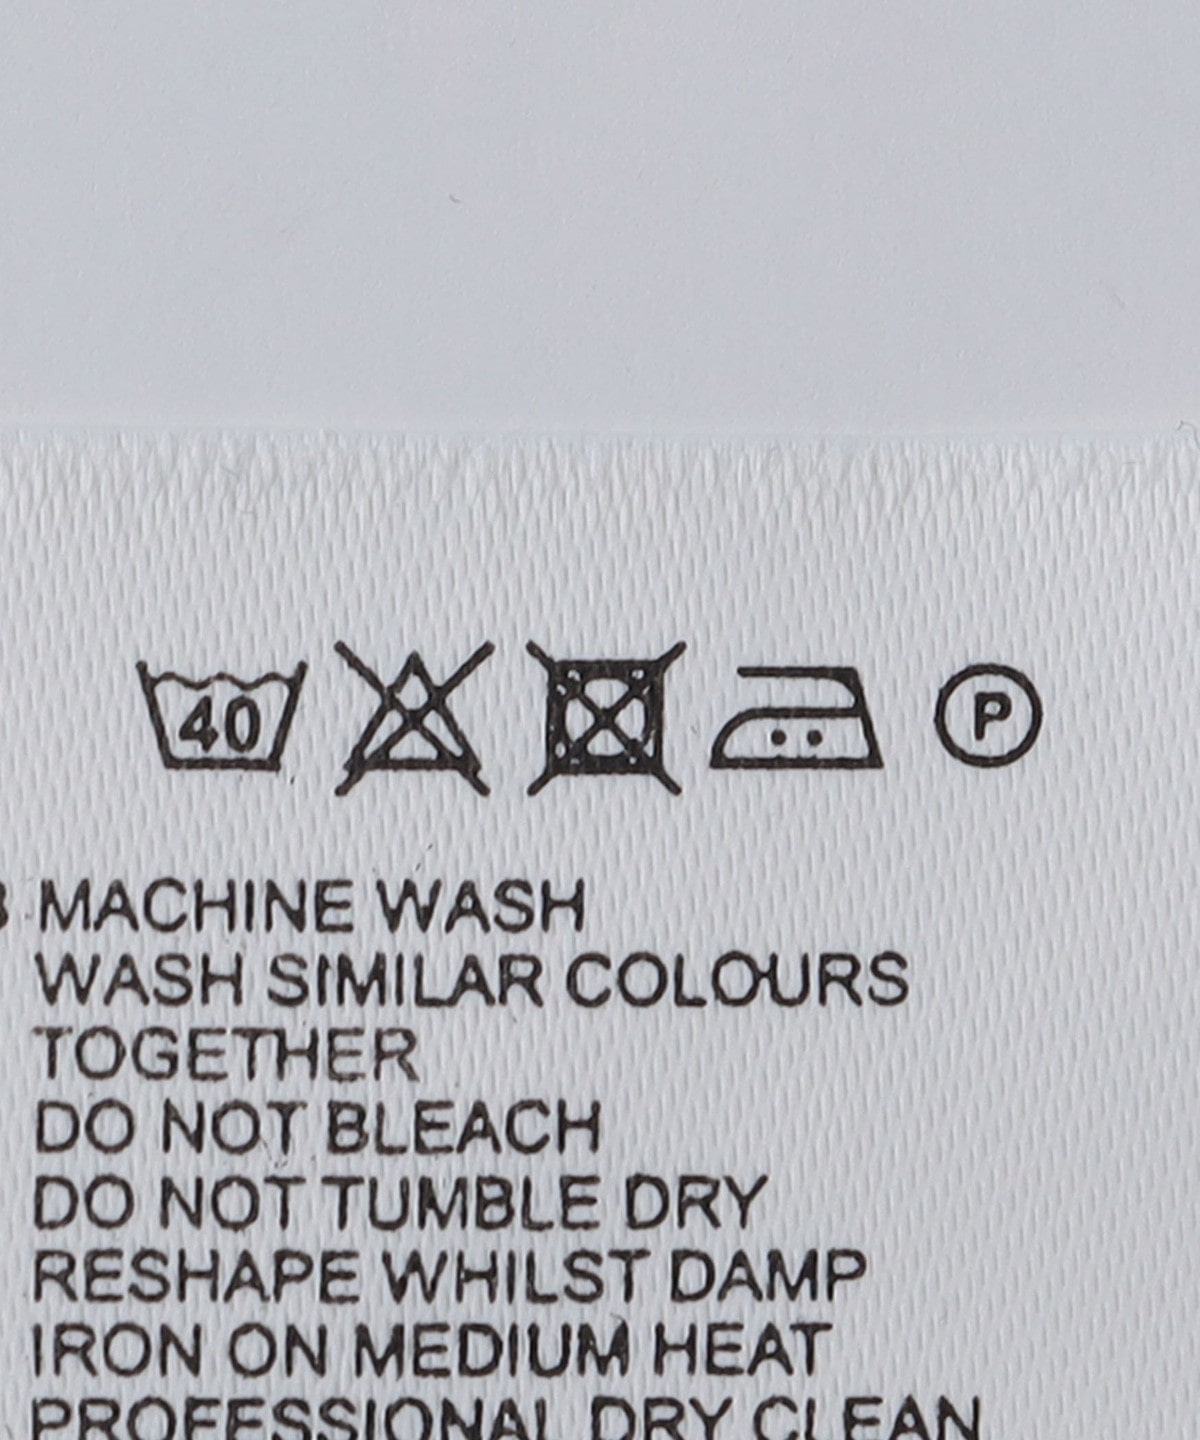 40 P
MACHINE WASH
WASH SIMILAR COLOURS
TOGETHER
DO NOT BLEACH
DO NOT TUMBLE DRY
RESHAPE WHILST DAMP
IRON ON MEDIUM HEAT
PROFESSIONAL DRY CLEAN